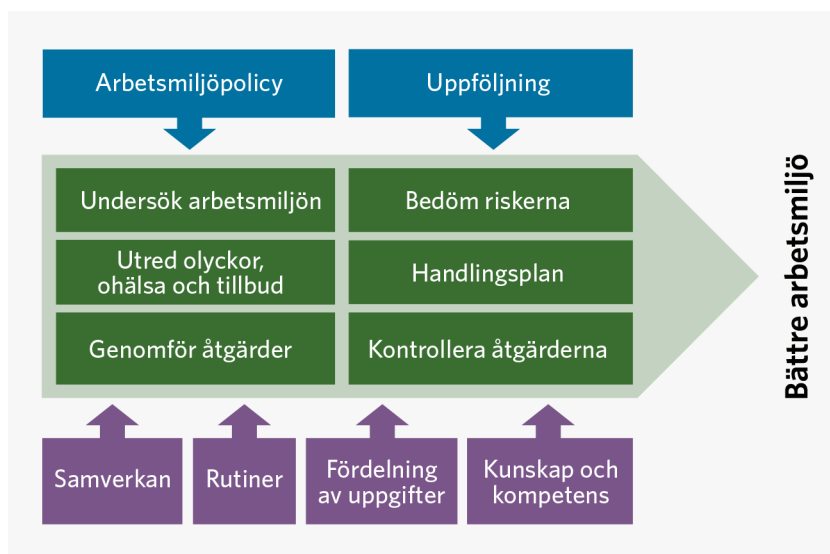 Arbetsmiljöpolicy
Uppföljning
Undersök arbetsmiljön
Bedöm riskerna
Utred olyckor,
ohälsa och tillbud
Handlingsplan
Genomför åtgärder
Kontrollera åtgärderna
Samverkan
Rutiner
Fördelning
av uppgifter
Kunskap och
kompetens
Bättre arbetsmiljö